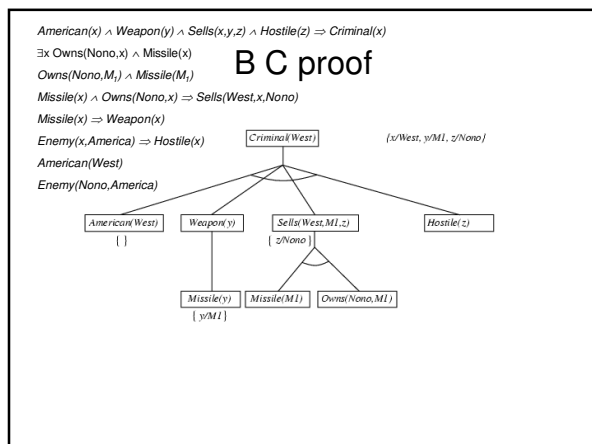 American(x) ∧ Weapon(y) ∧ Sells(x,y,z) ∧ Hostile(z) ⇒ Criminal(x)
∃x Owns(Nono,x) ∧ Missile(x)
B C proof
Owns(Nono,M₁) ∧ Missile(M₁)
Missile(x) ∧ Owns(Nono,x) ⇒ Sells(West,x,Nono)
Missile(x) ⇒ Weapon(x)
Enemy(x,America) ⇒ Hostile(x)
Criminal(West) {x/West, y/M1, z/Nono}
American(West)
Enemy(Nono,America)
American(West) Weapon(y) Sells(West,M1,z) Hostile(z)
{ } { z/Nono }
Missile(y) Missile(M1) Owns(Nono,M1)
{ y/M1 }